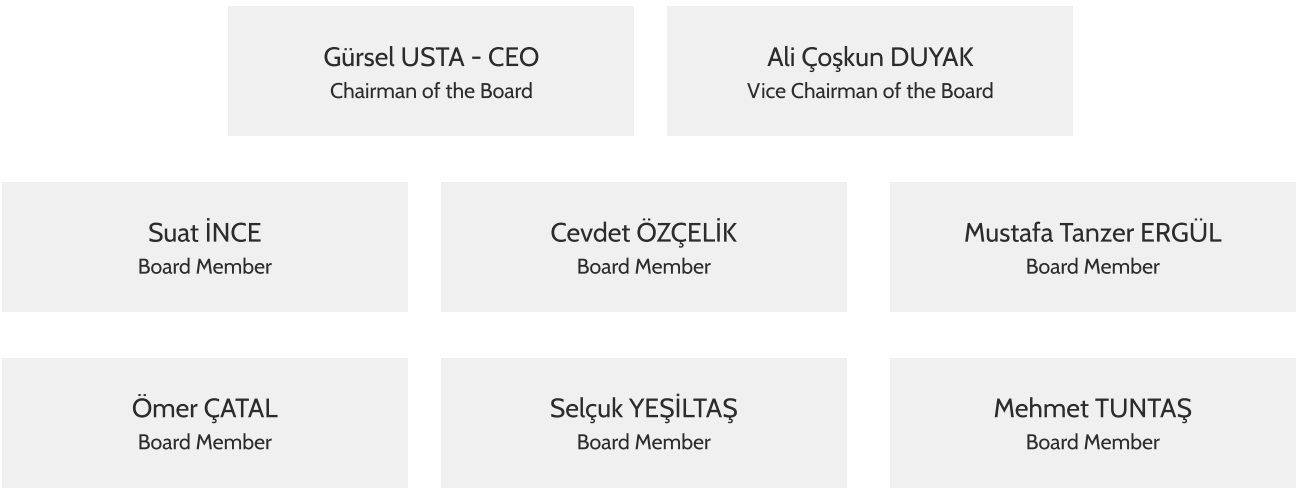 Gürsel USTA - CEO
Chairman of the Board
Ali Çoşkun DUYAK
Vice Chairman of the Board
Suat İNCE
Board Member
Cevdet ÖZÇELİK
Board Member
Mustafa Tanzer ERGÜL
Board Member
Ömer ÇATAL
Board Member
Selçuk YEŞİLTAŞ
Board Member
Mehmet TUNTAŞ
Board Member